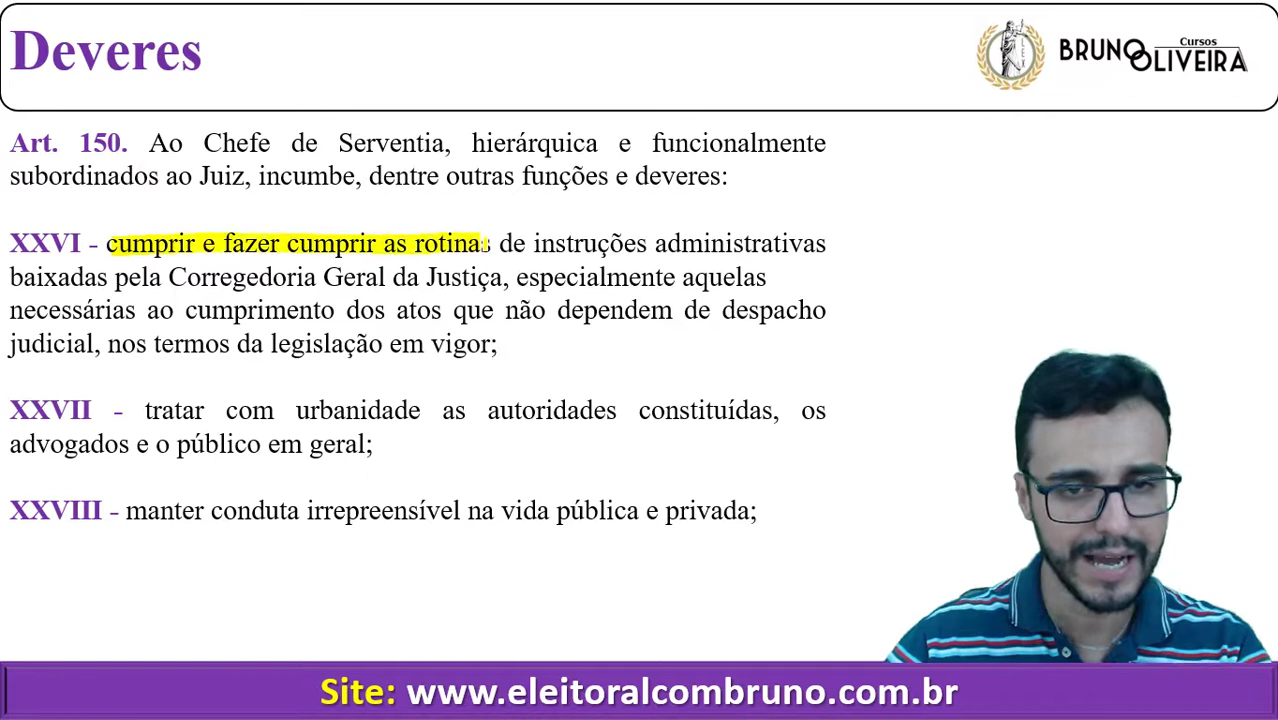 Deveres
Cursos
BRUNO
OLIVEIRA
Art. 150. Ao Chefe de Serventia, hierárquica e funcionalmente
subordinados ao Juiz, incumbe, dentre outras funções e deveres:
XXVI - cumprir e fazer cumprir as rotinas de instruções administrativas
baixadas pela Corregedoria Geral da Justiça, especialmente aquelas
necessárias ao cumprimento dos atos que não dependem de despacho
judicial, nos termos da legislação em vigor;
XXVII - tratar com urbanidade as autoridades constituídas, os
advogados e o público em geral;
XXVIII - manter conduta irrepreensível na vida pública e privada;
Site: www.eleitoralcombruno.com.br